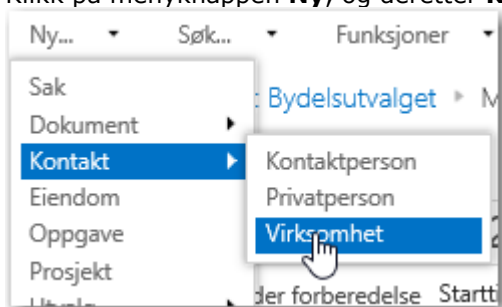 Klikk på menyknappen Ny, og deretter
Ny... Søk... Funksjoner
Sak
: Bydelsutvalget
Dokument
Kontakt
Kontaktperson
Eiendom
Privatperson
Oppgave
Virksomhet
Prosjekt
der forberedelse Startt